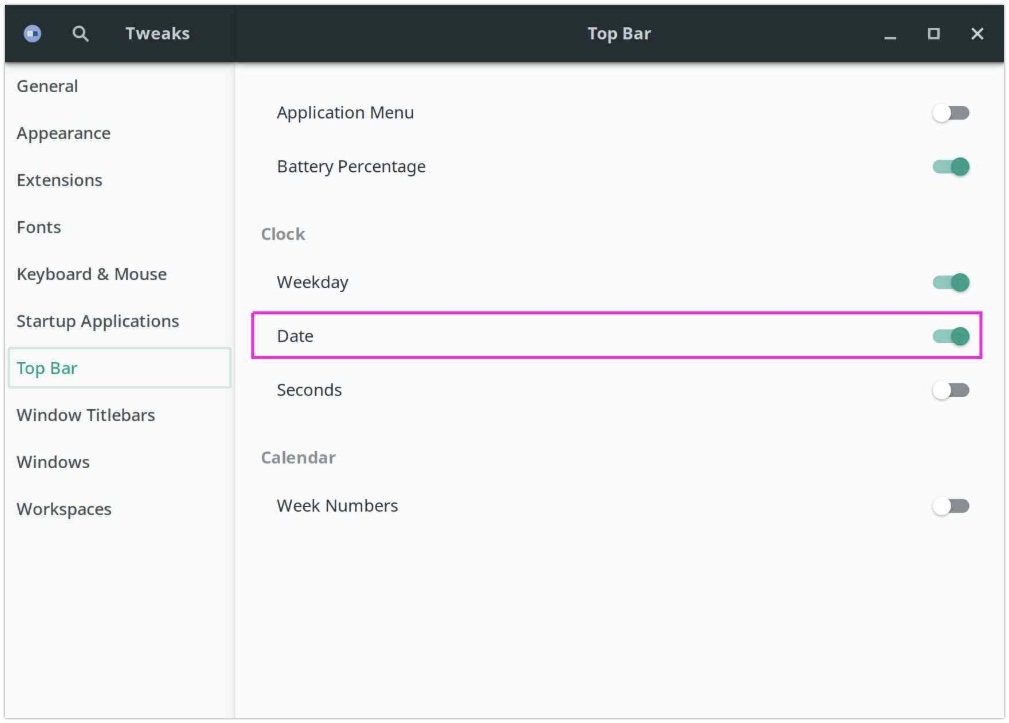 Tweaks
Top Bar
General
Appearance
Extensions
Fonts
Keyboard & Mouse
Startup Applications
Top Bar
Window Titlebars
Windows
Workspaces
Application Menu
Battery Percentage
Clock
Weekday
Date
Seconds
Calendar
Week Numbers